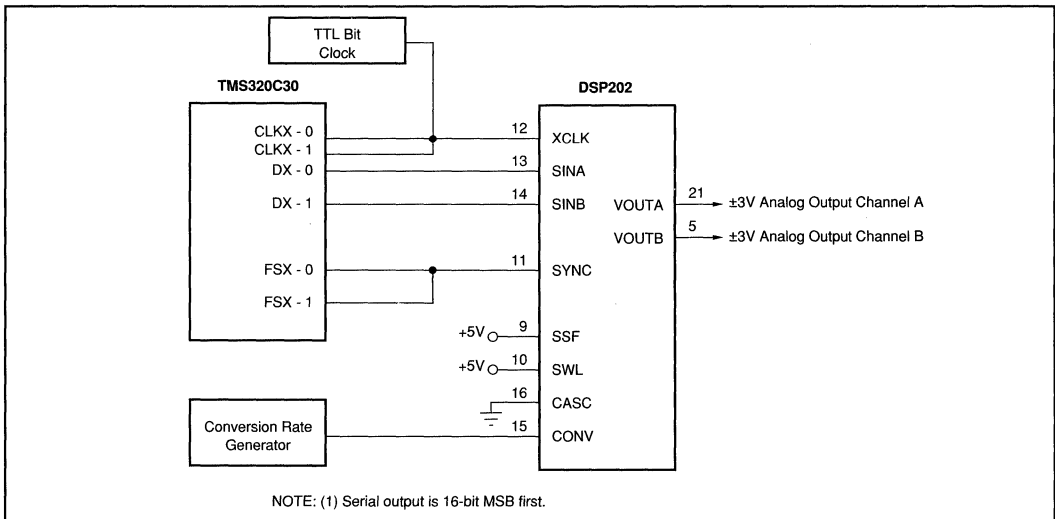 TTL Bit
Clock
TMS320C30
DSP202
CLKX - 0
CLKX - 1
DX - 0
DX - 1
FSX - 0
FSX - 1
12
13
14
11
+5V 9
+5V 10
16
15
XCLK
SINA
SINB
SYNC
SSF
SWL
CASC
CONV
VOUTA
VOUTB
21 ±3V Analog Output Channel A
5 ±3V Analog Output Channel B
Conversion Rate
Generator
NOTE: (1) Serial output is 16-bit MSB first.